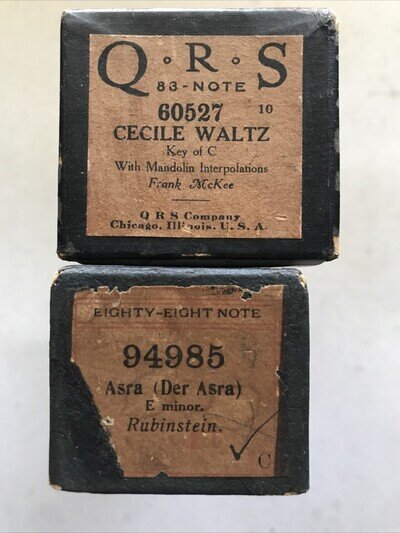 Q·R·S
83-NOTE
60527 10
CECILE WALTZ
Key of C
With Mandolin Interpolations
Frank McKee
Q R S Company
Chicago, Illinois, U. S. A.
EIGHTY-EIGHT NOTE
94985
Asra (Der Asra)
E minor.
Rubinstein.
C